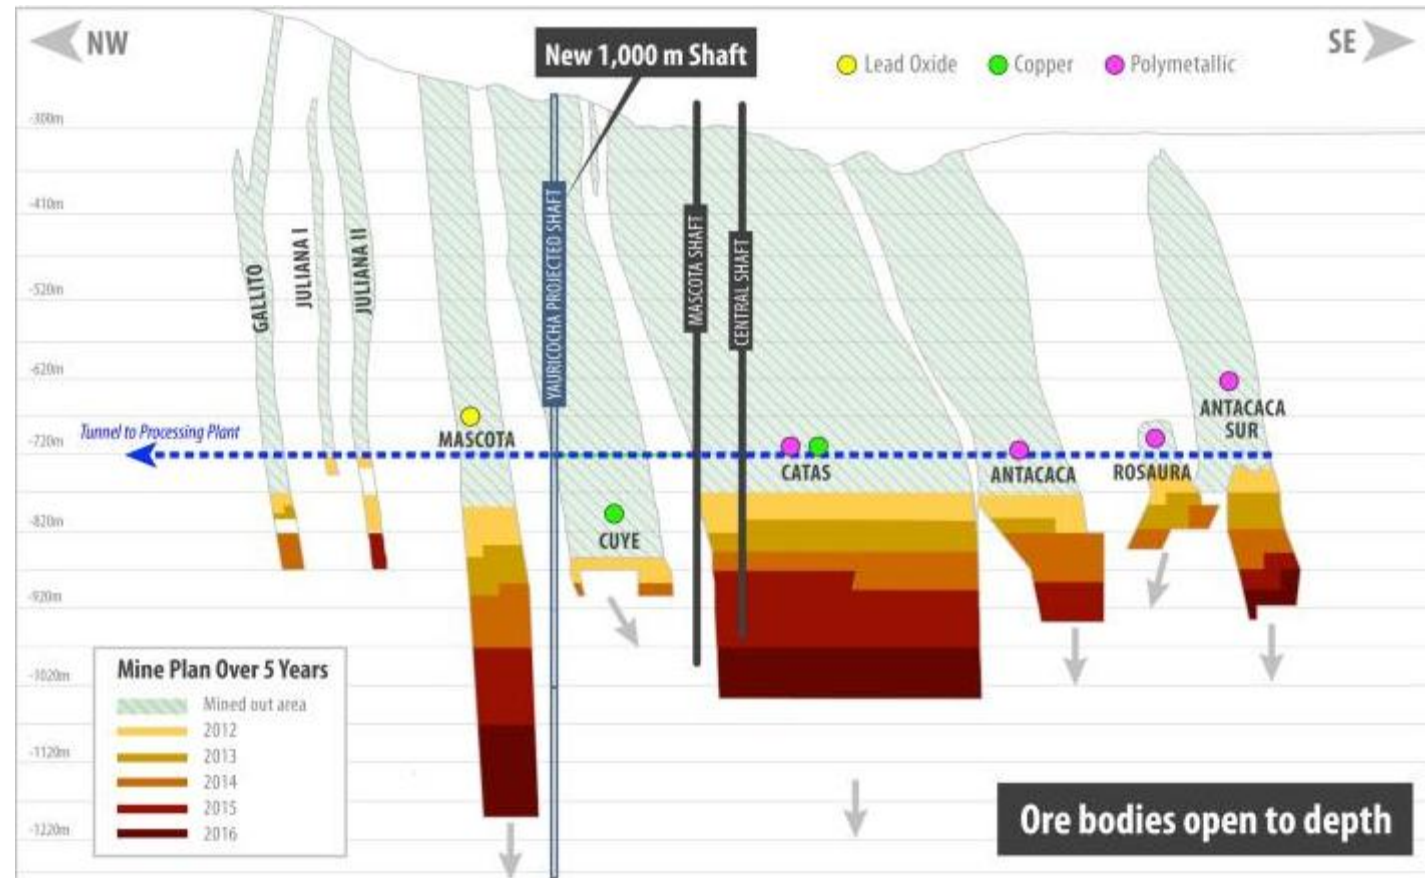 NW
New 1,000 m Shaft
Lead Oxide
Copper
Polymetallic
SE
-300m
-410m
-520m
-620m
-720m
-820m
-920m
-1020m
-1120m
-1220m
GALLITO
JULIANA I
JULIANA II
YAURICOCHA PROJECTED SHAFT
MASCOTA SHAFT
CENTRAL SHAFT
Tunnel to Processing Plant
MASCOTA
CUYE
CATAS
ANTACACA
ROSAURA
ANTACACA
SUR
Mine Plan Over 5 Years
Mined out area
2012
2013
2014
2015
2016
Ore bodies open to depth